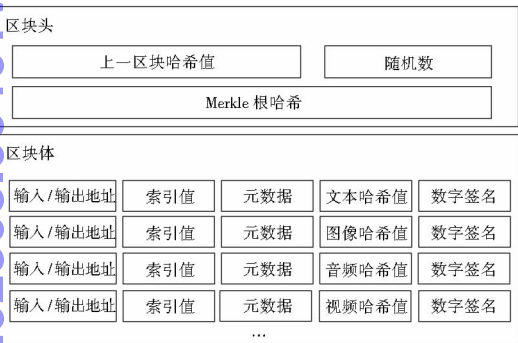 区块头
上一区块哈希值 随机数
Merkle 根哈希
区块体
输入/输出地址 索引值 元数据 文本哈希值 数字签名
输入/输出地址 索引值 元数据 图像哈希值 数字签名
输入/输出地址 索引值 元数据 音频哈希值 数字签名
输入/输出地址 索引值 元数据 视频哈希值 数字签名
…